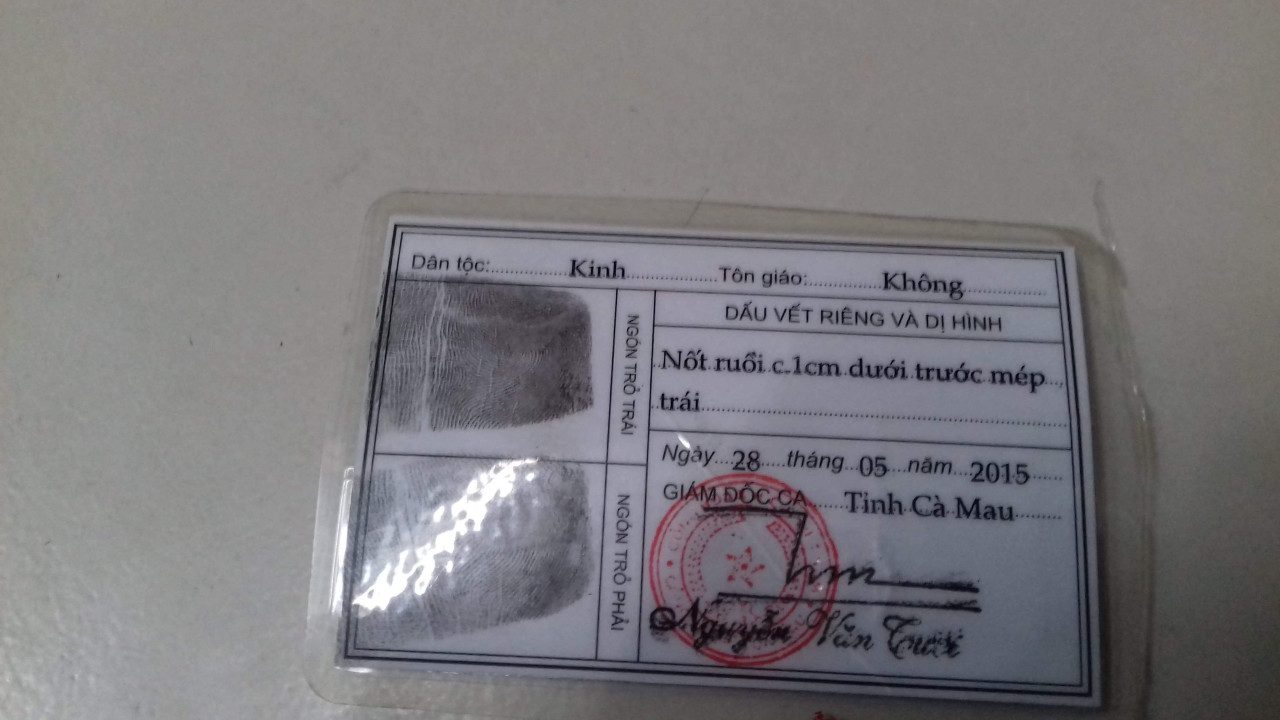 Dân tộc: Kinh Tôn giáo: Không
DẤU VẾT RIÊNG VÀ DỊ HÌNH
NGÓN TRỎ TRÁI
Nốt ruồi c.1cm dưới trước mép
trái
Ngày 28 tháng 05 năm 2015
GIÁM ĐỐC CA Tỉnh Cà Mau
NGÓN TRỎ PHẢI
Nguyễn Văn